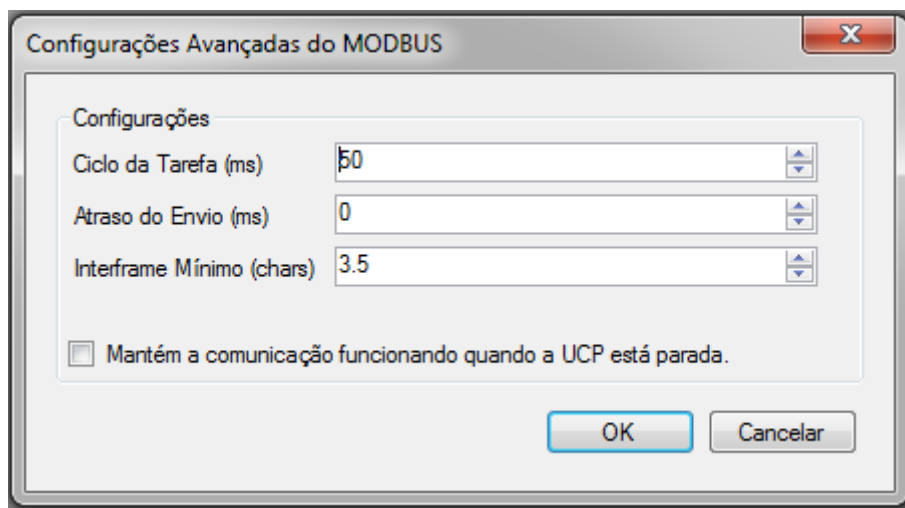 Configurações Avançadas do MODBUS
Configurações
Ciclo da Tarefa (ms) 50
Atraso do Envio (ms) 0
Interframe Mínimo (chars) 3.5
Mantém a comunicação funcionando quando a UCP está parada.
OK Cancelar